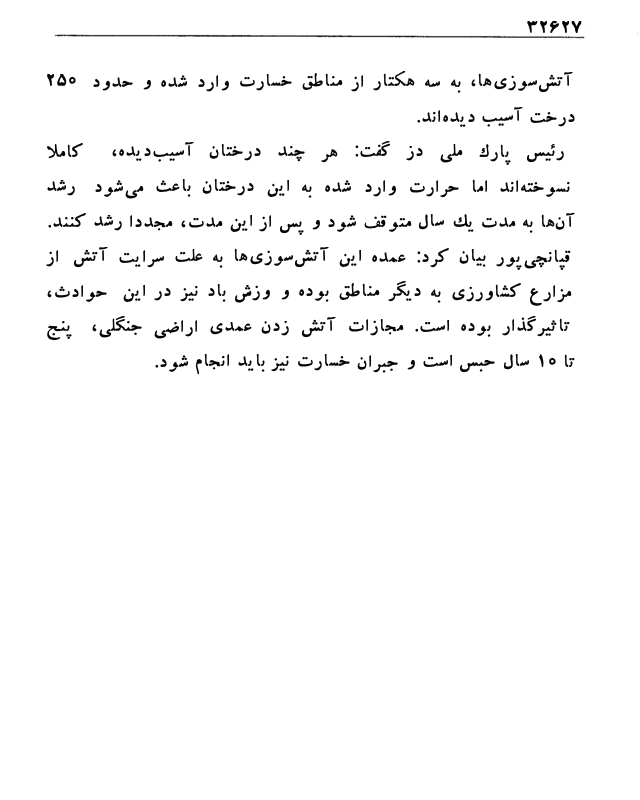 ۳۲۶۲۷
آتش‌سوزی‌ها، به سه هکتار از مناطق خسارت وارد شده و حدود ۲۵۰
درخت آسیب دیده‌اند.
رئیس پارك ملی دز گفت: هر چند درختان آسیب‌دیده، کاملا
نسوخته‌اند اما حرارت وارد شده به این درختان باعث می‌شود رشد
آن‌ها به مدت یك سال متوقف شود و پس از این مدت، مجددا رشد کنند.
قپانچی‌پور بیان کرد: عمده این آتش‌سوزی‌ها به علت سرایت آتش از
مزارع کشاورزی به دیگر مناطق بوده و وزش باد نیز در این حوادث،
تاثیرگذار بوده است. مجازات آتش زدن عمدی اراضی جنگلی، پنج
تا ۱۰ سال حبس است و جبران خسارت نیز باید انجام شود.